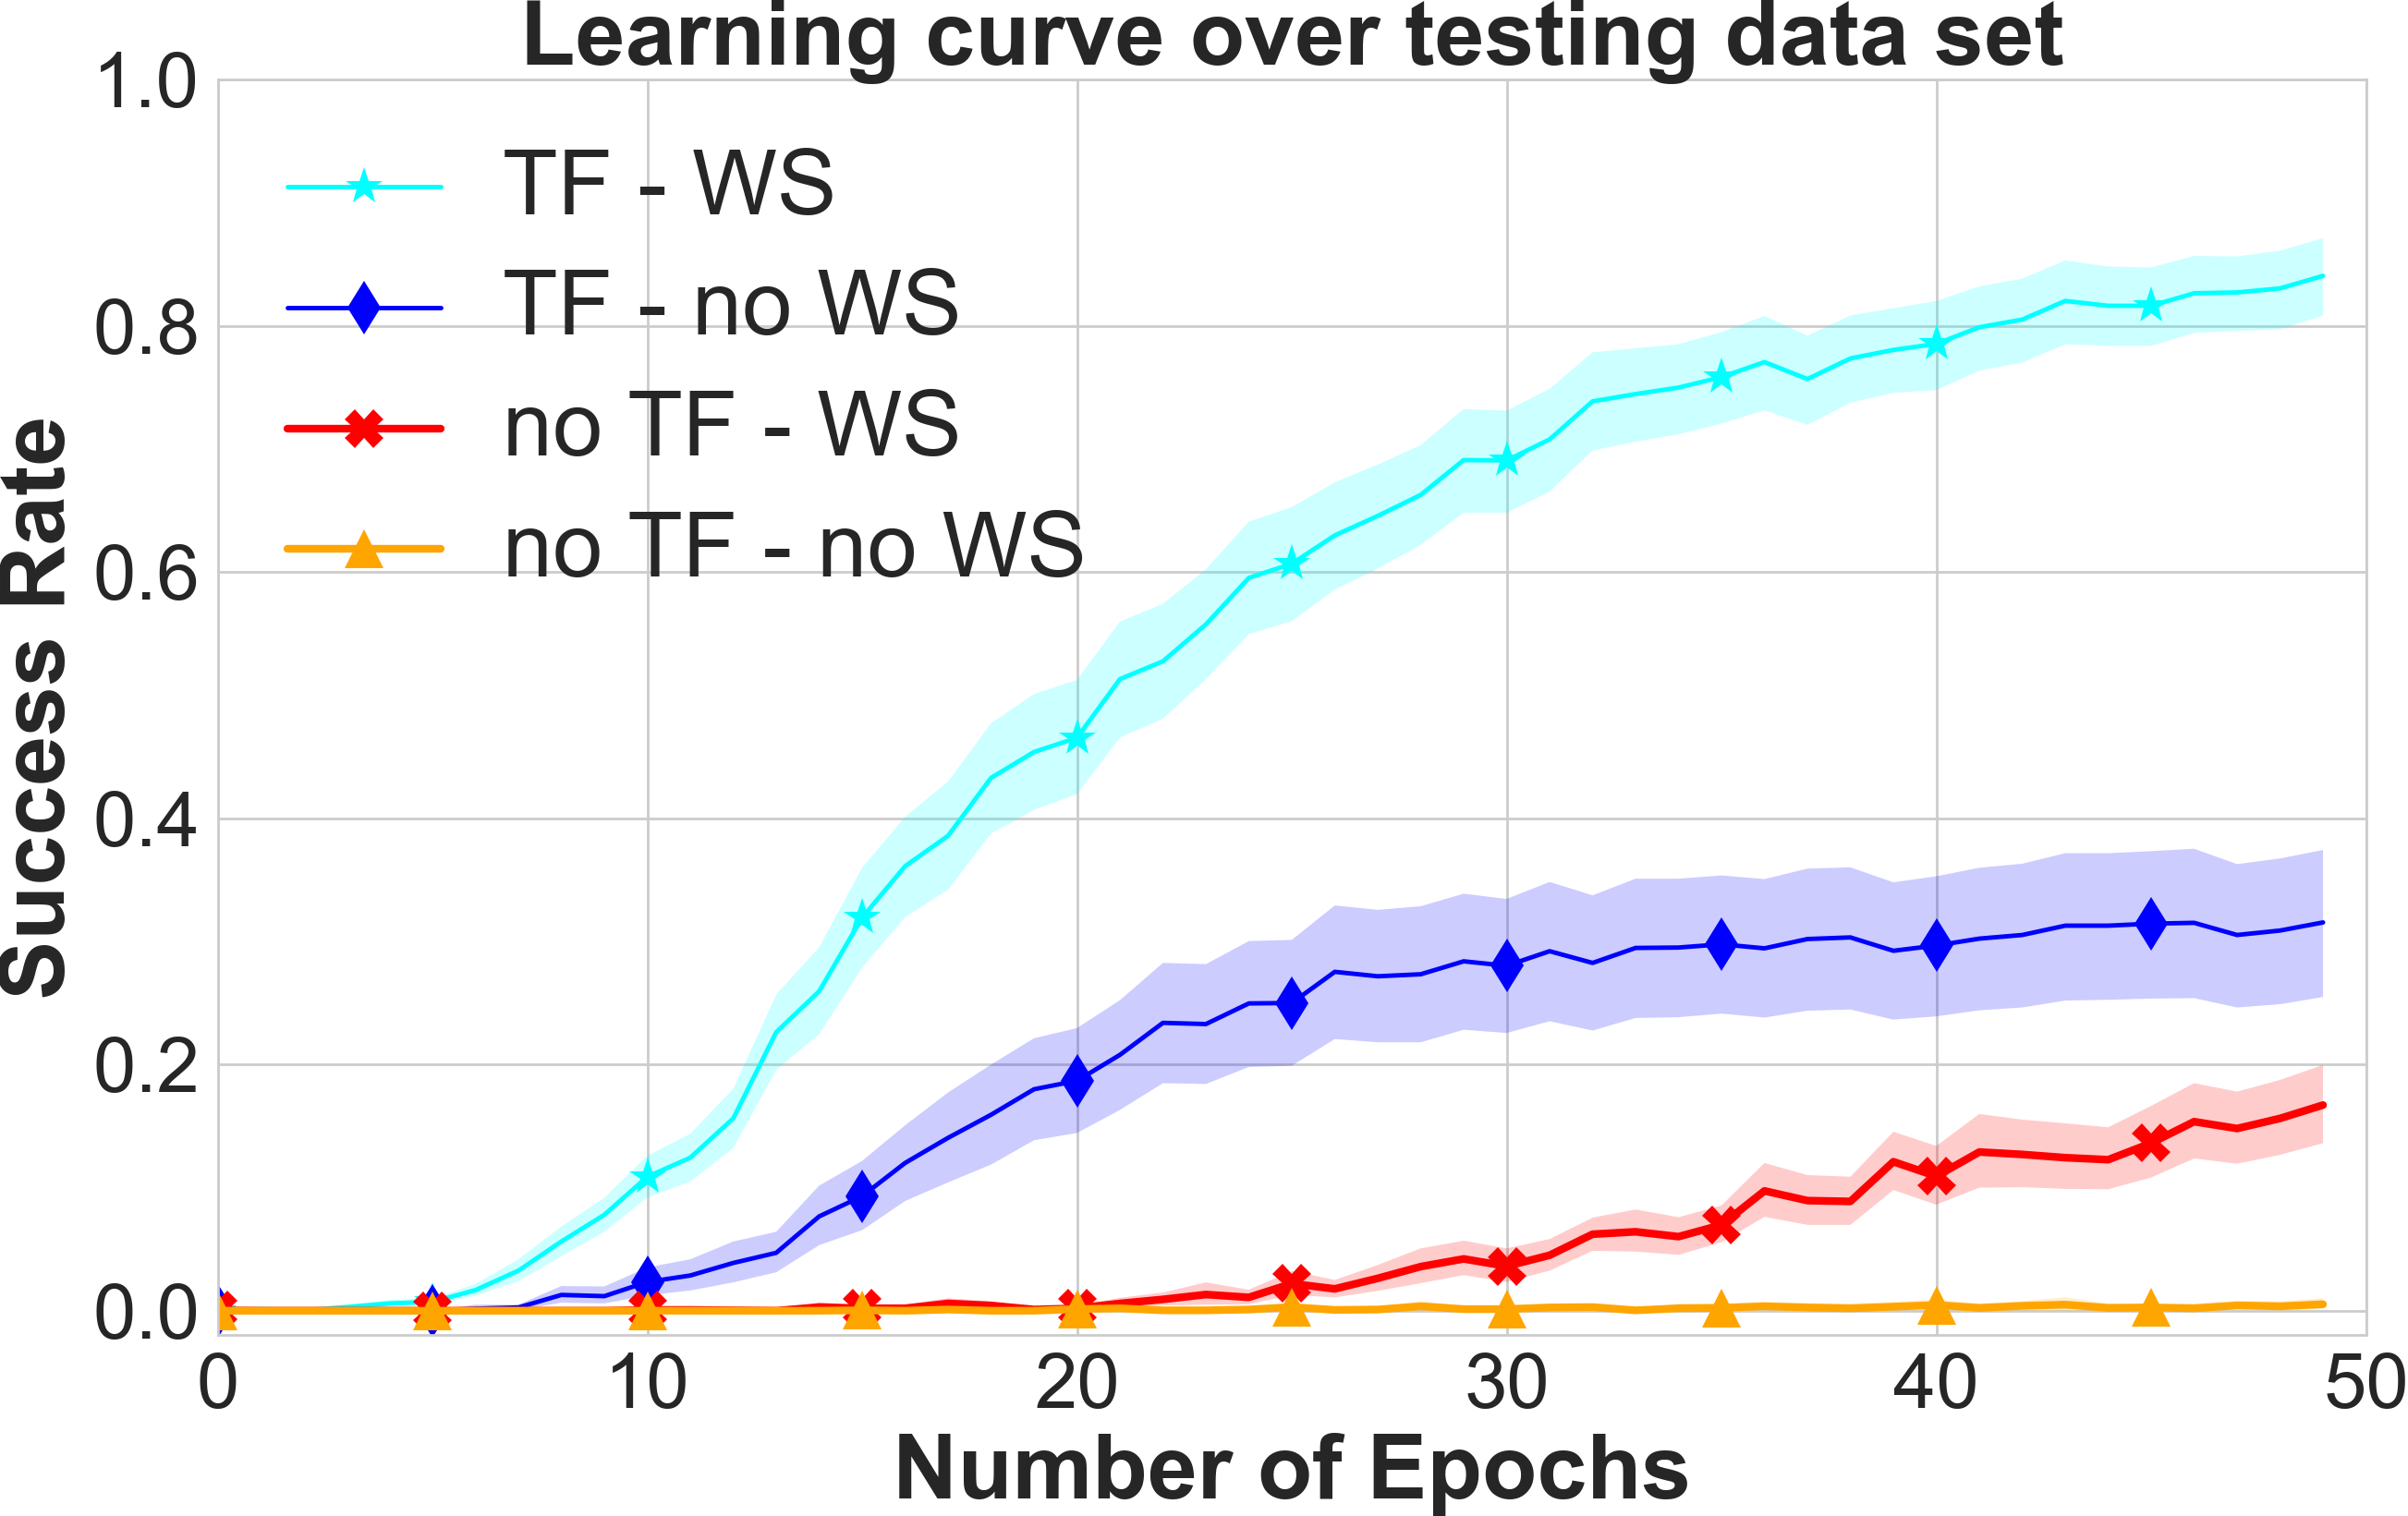 Learning curve over testing data set
1.0
0.8
0.6
0.4
0.2
0.0
Success Rate
TF - WS
TF - no WS
no TF - WS
no TF - no WS
0 10 20 30 40 50
Number of Epochs